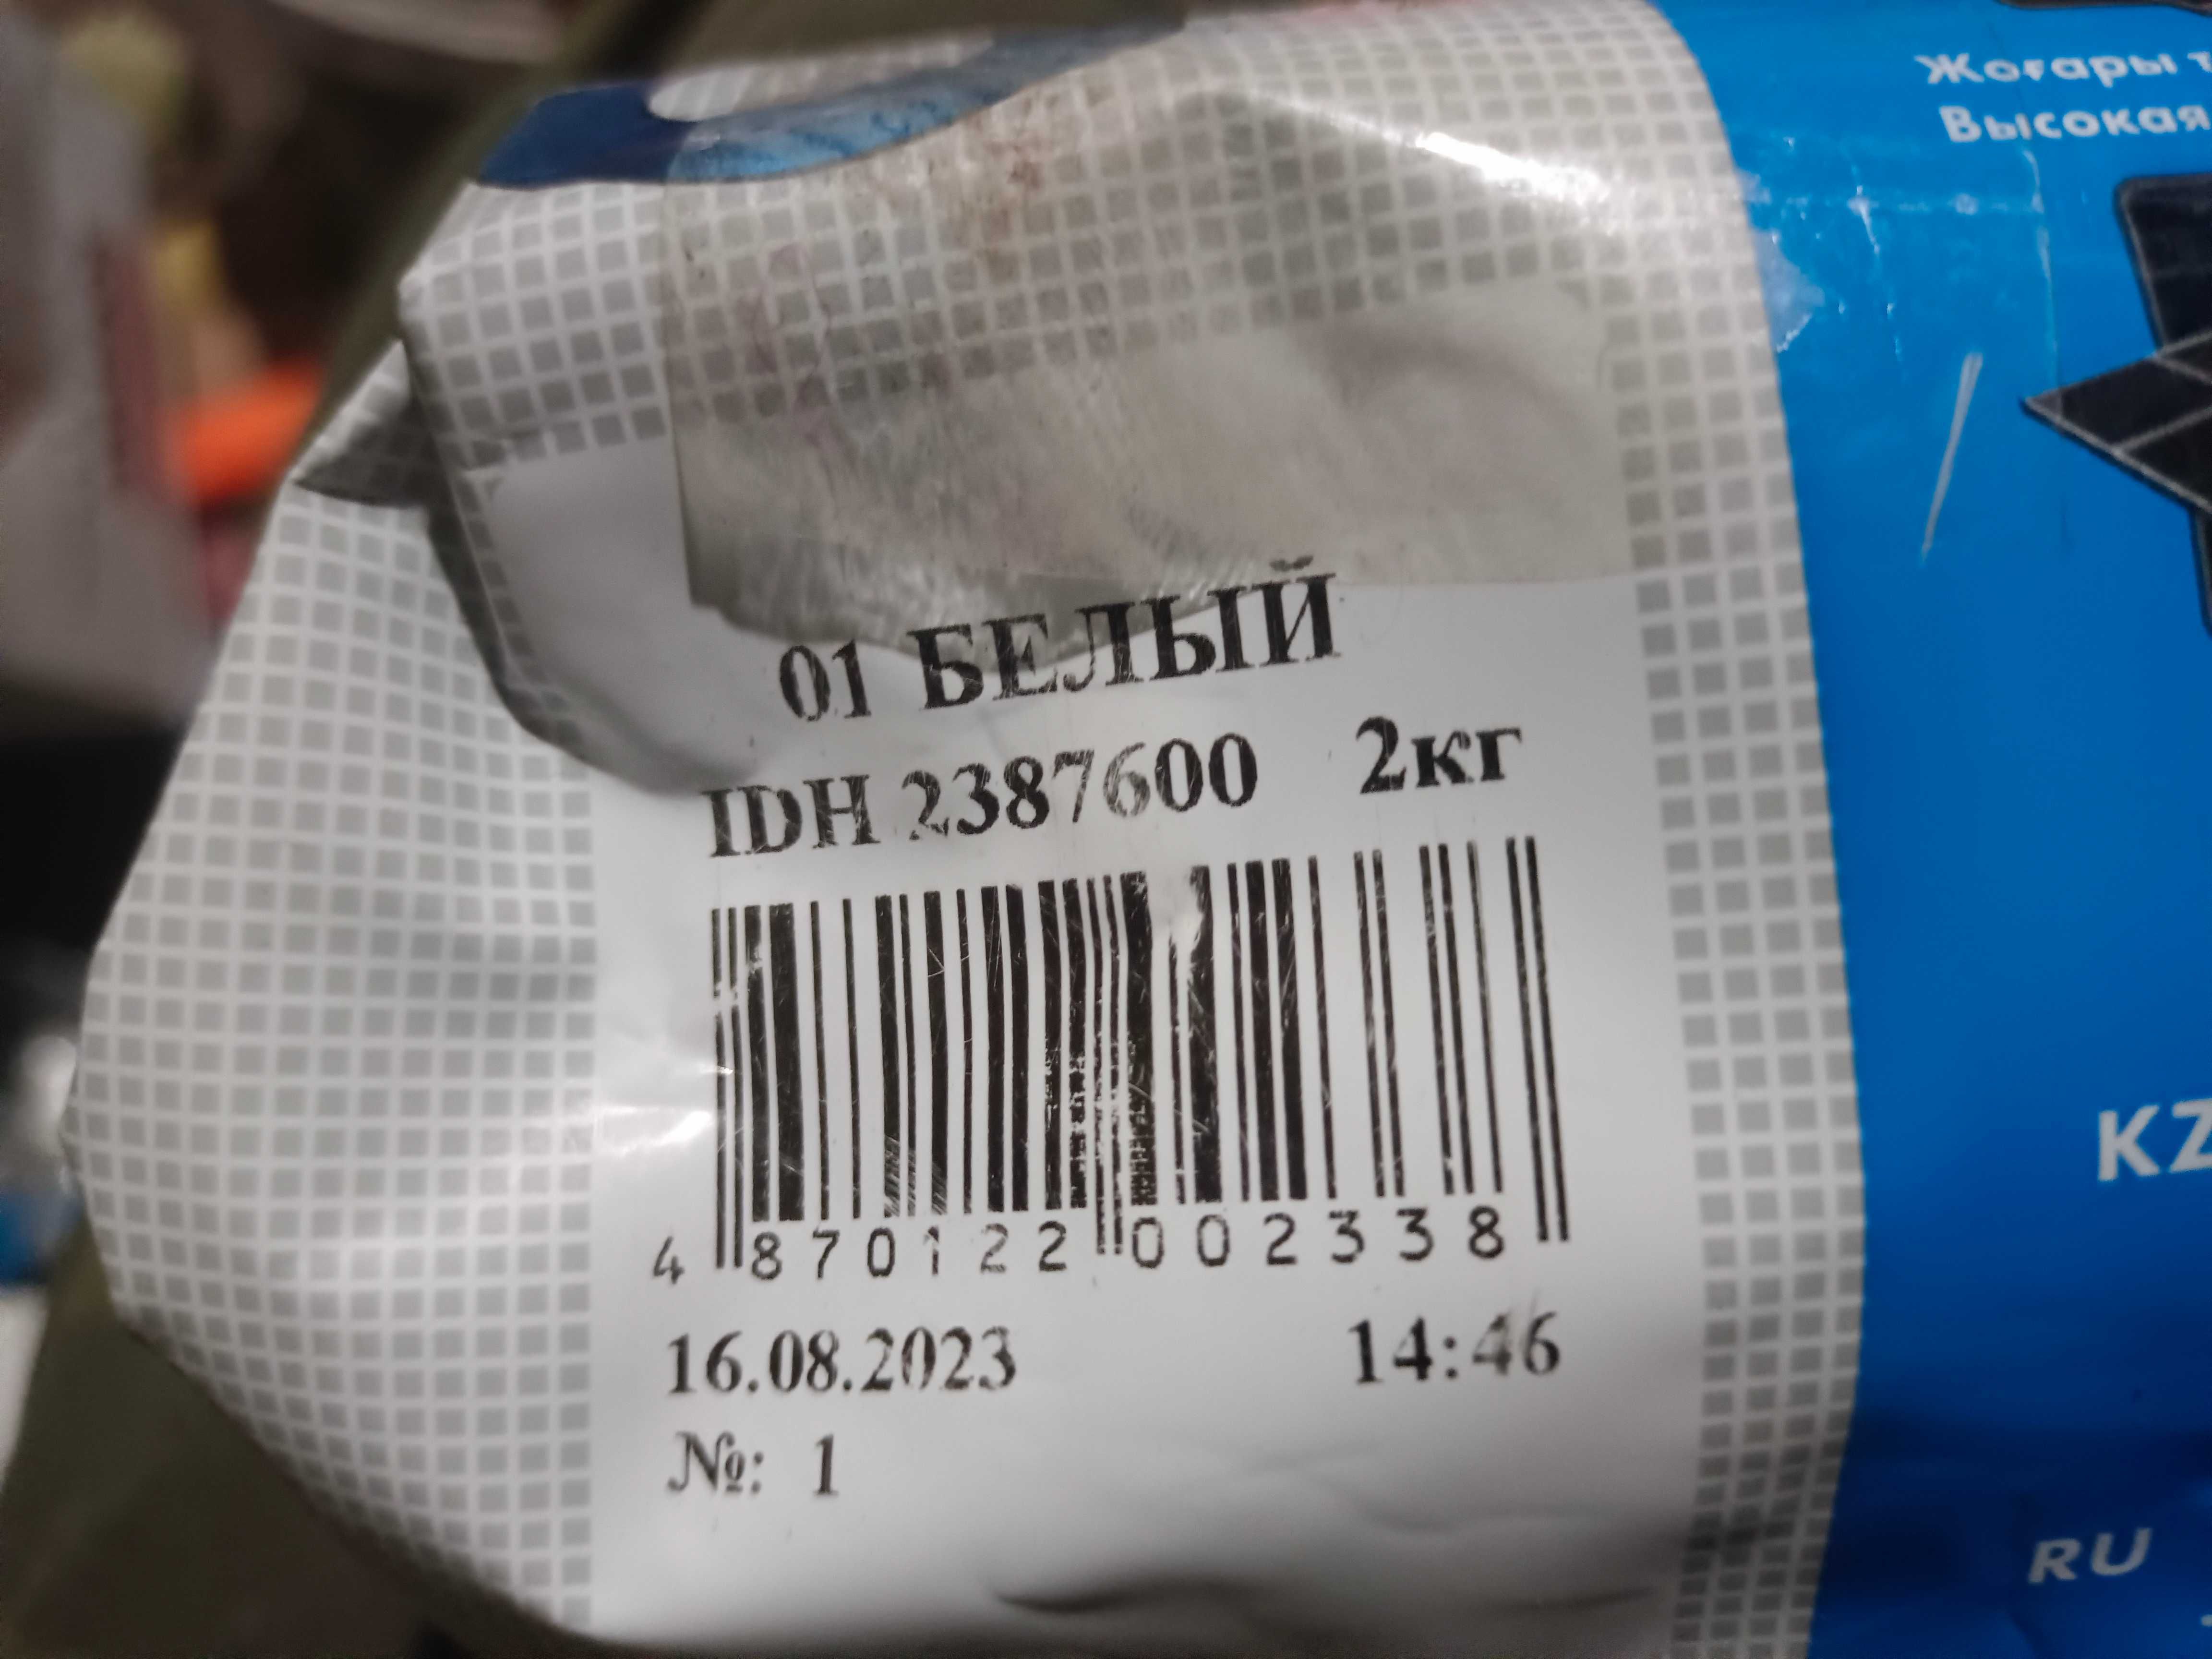 Жоғары
Высокая
01 БЕЛЫЙ
IDH 2387600 2кг
4 870122 002338
16.08.2023 14:46
№: 1
KZ
RU